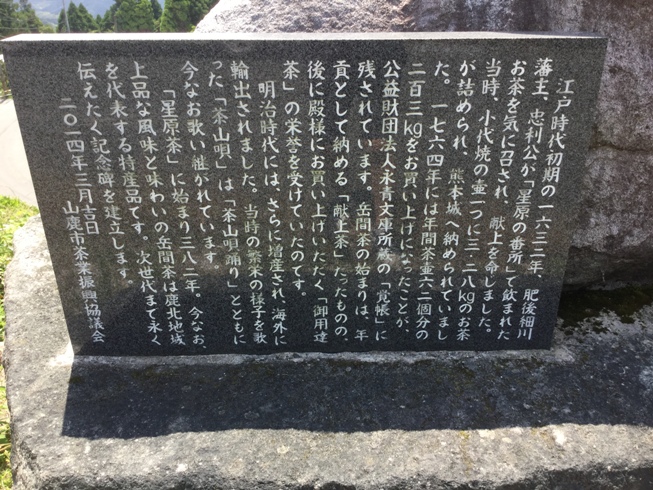 江戸時代初期の一六三二年、肥後細川
藩主、忠利公が「星原の番所」で飲まれた
お茶を気に召され、献上を命じました。
当時、小代焼の壷一つに三・二八kgのお茶
が詰められ、熊本城へ納められていまし
た。一七六四年には年間茶壷六二個分の
二百三kgをお買い上げになったことが、
公益財団法人永青文庫所蔵の「覚帳」に
残されています。岳間茶の始まりは、年
貢として納める「献上茶」だったものの、
後に殿様にお買い上げいただく「御用達
茶」の栄誉を受けていたのです。
明治時代には、さらに増産され、海外に
輸出されました。当時の繁栄の様子を歌
った「茶山唄」は「茶山唄踊り」とともに
今なお歌い継がれています。
「星原茶」に始まり三八二年。今なお、
上品な風味と味わいの岳間茶は鹿北地域
を代表する特産品です。次世代まで永く
伝えたく記念碑を建立します。
二〇一四年三月吉日
山鹿市茶業振興協議会